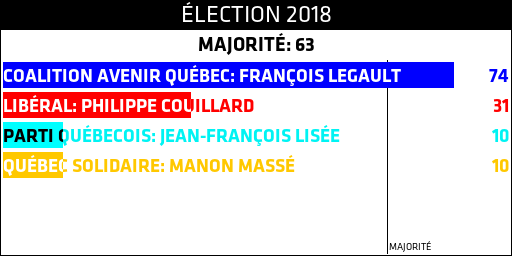 ÉLECTION 2018
MAJORITÉ: 63
COALITION AVENIR QUÉBEC: FRANÇOIS LEGAULT 74
LIBÉRAL: PHILIPPE COUILLARD 31
PARTI QUÉBECOIS: JEAN-FRANÇOIS LISÉE 10
QUÉBEC SOLIDAIRE: MANON MASSÉ 10
MAJORITÉ